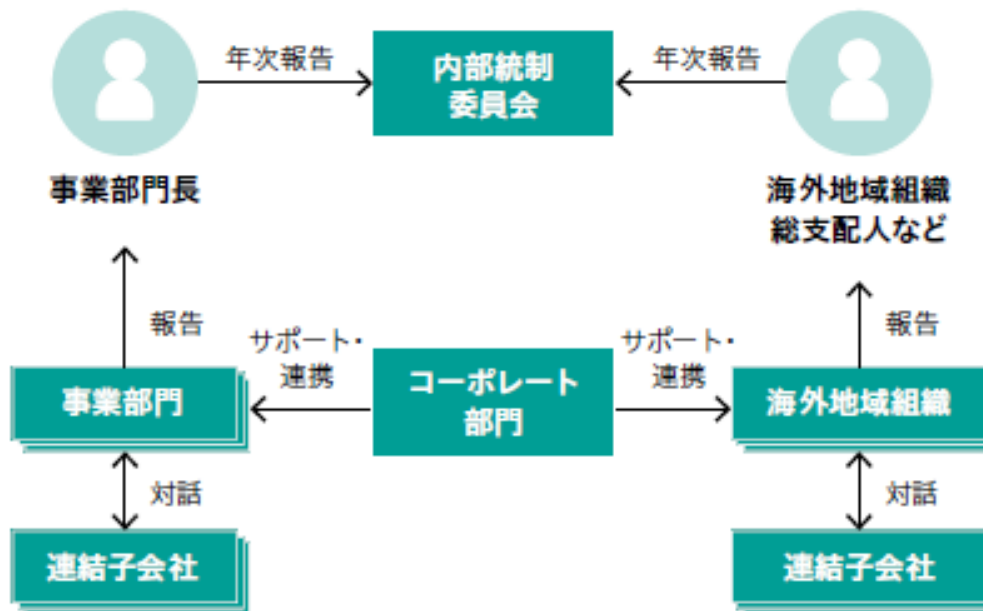 年次報告
内部統制
委員会
年次報告
事業部門長
海外地域組織
総支配人など
報告
サポート・
連携
サポート・
連携
報告
事業部門
コーポレート
部門
海外地域組織
対話
対話
連結子会社
連結子会社